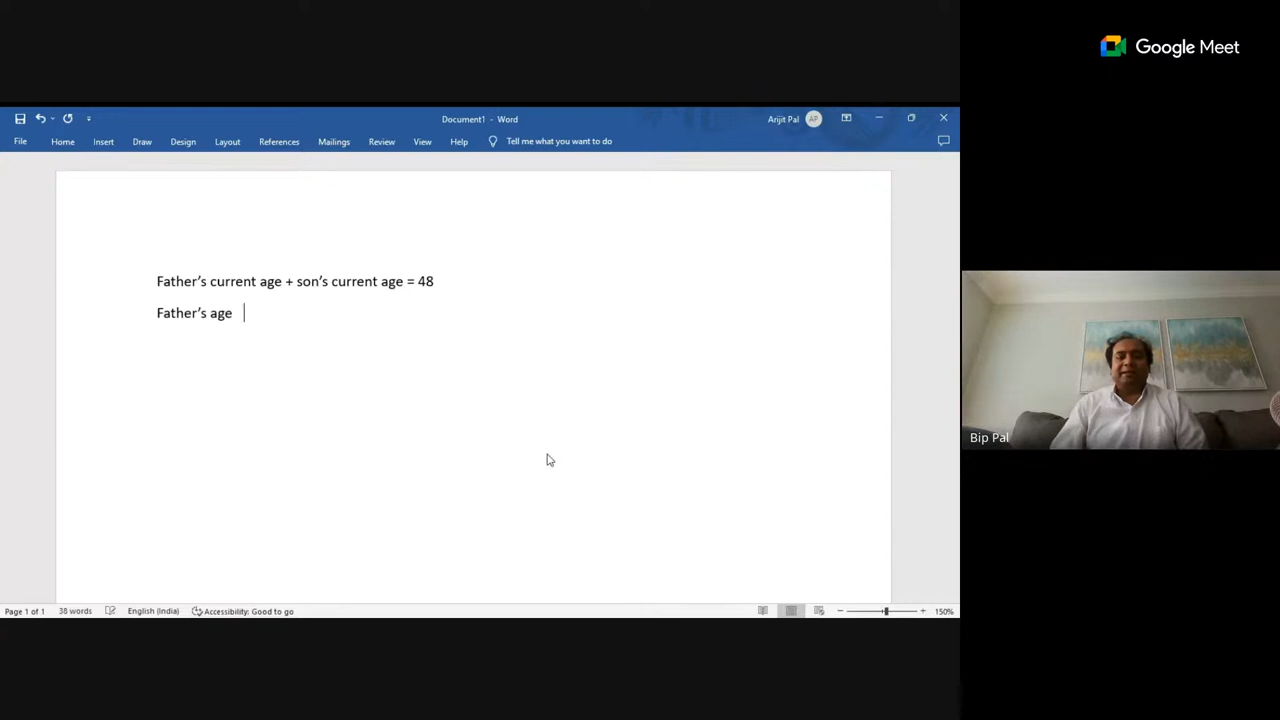 Google Meet
Document1 - Word
Arijit Pal
AP
File Home Insert Draw Design Layout References Mailings Review View Help Tell me what you want to do
Father’s current age + son’s current age = 48
Father’s age
Bip Pal
Page 1 of 1 38 words English (India) Accessibility: Good to go 150%